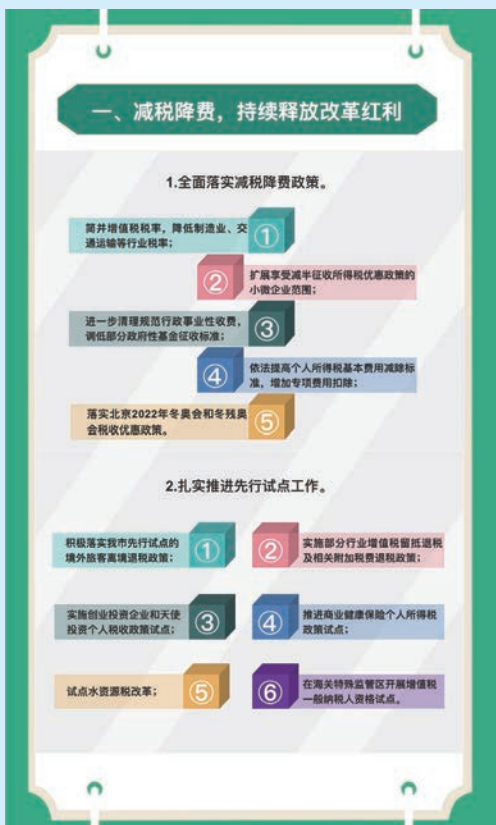 一、减税降费，持续释放改革红利
1.全面落实减税降费政策。
简并增值税税率，降低制造业、交
通运输等行业税率；
①
②
扩展享受减半征收所得税优惠政策的
小微企业范围；
进一步清理规范行政事业性收费，
调低部分政府性基金征收标准；
③
④
依法提高个人所得税基本费用减除标
准，增加专项费用扣除；
落实北京2022年冬奥会和冬残奥
会税收优惠政策。
⑤
2.扎实推进先行试点工作。
积极落实我市先行试点的
境外旅客离境退税政策；
①
②
实施部分行业增值税留抵退税
及相关附加税费退税政策；
实施创业投资企业和天使
投资个人税收政策试点；
③
④
推进商业健康保险个人所得税
政策试点；
试点水资源税改革；
⑤
⑥
在海关特殊监管区开展增值税
一般纳税人资格试点。